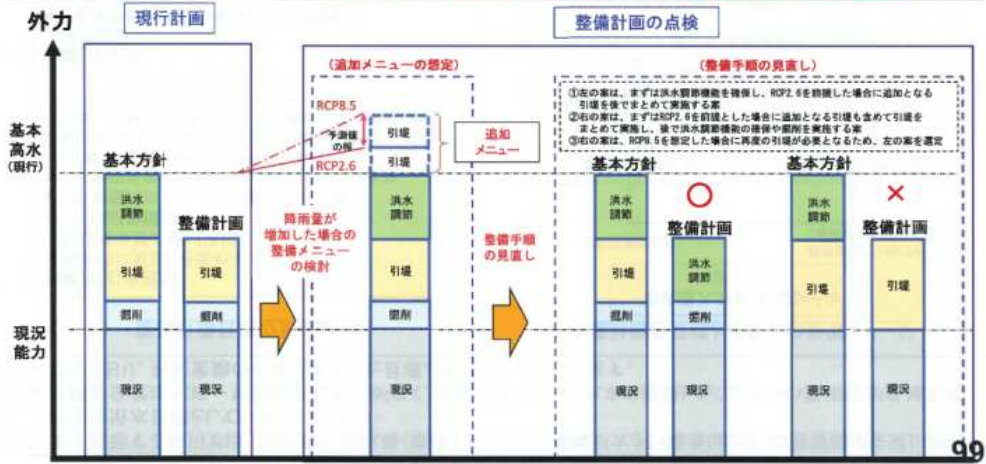 外力
現行計画
整備計画の点検
(追加メニューの想定)
(整備手順の見直し)
①左の案は、まずは洪水調節機能を確保し、RCP2.6を前提した場合に追加となる
引堤を後でまとめて実施する案
②右の案は、まずはRCP2.6を前提とした場合に追加となる引堤も含めて引堤を
まとめて実施し、後で洪水調節機能の確保や掘削を実施する案
③右の案は、RCP8.5を想定した場合に再度の引堤が必要となるため、左の案を選定
RCP8.5
予測値
の幅
RCP2.6
引堤
引堤
追加
メニュー
基本
高水
(現行)
基本方針
洪水
調節
引堤
掘削
現況
整備計画
引堤
掘削
現況
降雨量が
増加した場合の
整備メニュー
の検討
洪水
調節
引堤
掘削
現況
整備手順
の見直し
基本方針
洪水
調節
引堤
掘削
現況
○
整備計画
洪水
調節
掘削
現況
基本方針
洪水
調節
引堤
現況
×
整備計画
引堤
現況
現況
能力
99